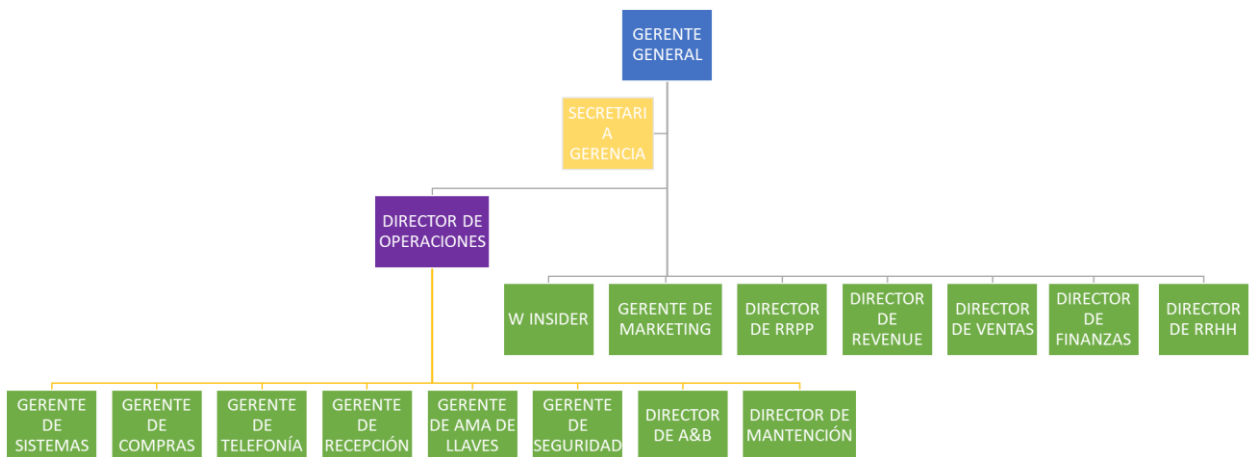 GERENTE
GENERAL
SECRETARI
A
GERENCIA
DIRECTOR DE
OPERACIONES
W INSIDER
GERENTE DE
MARKETING
DIRECTOR
DE RRPP
DIRECTOR
DE
REVENUE
DIRECTOR
DE VENTAS
DIRECTOR
DE
FINANZAS
DIRECTOR
DE RRHH
GERENTE
DE
SISTEMAS
GERENTE
DE
COMPRAS
GERENTE
DE
TELEFONÍA
GERENTE
DE
RECEPCIÓN
GERENTE
DE AMA DE
LLAVES
GERENTE
DE
SEGURIDAD
DIRECTOR
DE A&B
DIRECTOR DE
MANTENCIÓN